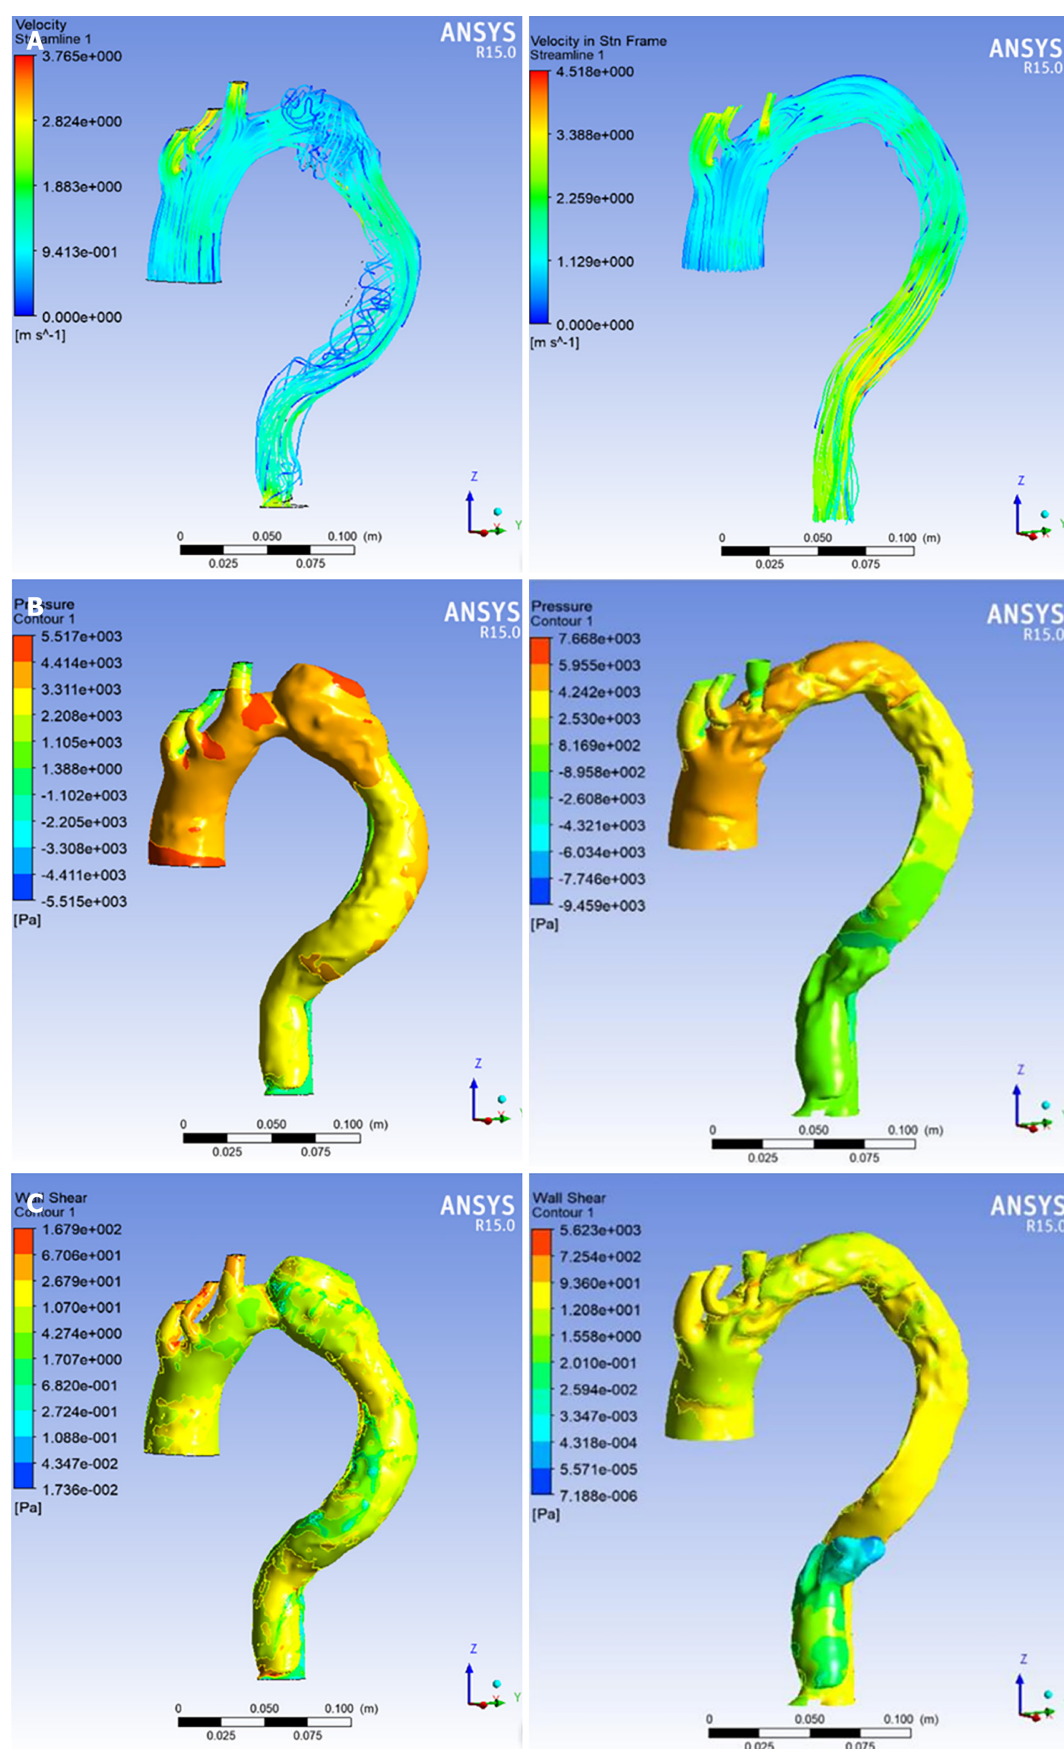 A
Velocity
Streamline 1
3.765e+000
2.824e+000
1.883e+000
9.413e-001
0.000e+000
[m s^-1]
ANSYS
R15.0
Z
X
Y
0 0.050 0.100 (m)
0.025 0.075
Velocity in Stn Frame
Streamline 1
4.518e+000
3.388e+000
2.259e+000
1.129e+000
0.000e+000
[m s^-1]
ANSYS
R15.0
Z
X
0 0.050 0.100 (m)
0.025 0.075
B
Pressure
Contour 1
5.517e+003
4.414e+003
3.311e+003
2.208e+003
1.105e+003
1.388e+000
-1.102e+003
-2.205e+003
-3.308e+003
-4.411e+003
-5.515e+003
[Pa]
ANSYS
R15.0
Z
X
0 0.050 0.100 (m)
0.025 0.075
Pressure
Contour 1
7.668e+003
5.955e+003
4.242e+003
2.530e+003
8.169e+002
-8.958e+002
-2.608e+003
-4.321e+003
-6.034e+003
-7.746e+003
-9.459e+003
[Pa]
ANSYS
R15.0
Z
X
0 0.050 0.100 (m)
0.025 0.075
C
Wall Shear
Contour 1
1.679e+002
6.706e+001
2.679e+001
1.070e+001
4.274e+000
1.707e+000
6.820e-001
2.724e-001
1.088e-001
4.347e-002
1.736e-002
[Pa]
ANSYS
R15.0
Z
X
Y
0 0.050 0.100 (m)
0.025 0.075
Wall Shear
Contour 1
5.623e+003
7.254e+002
9.360e+001
1.208e+001
1.558e+000
2.010e-001
2.594e-002
3.347e-003
4.318e-004
5.571e-005
7.188e-006
[Pa]
ANSYS
R15.0
Z
X
0 0.050 0.100 (m)
0.025 0.075